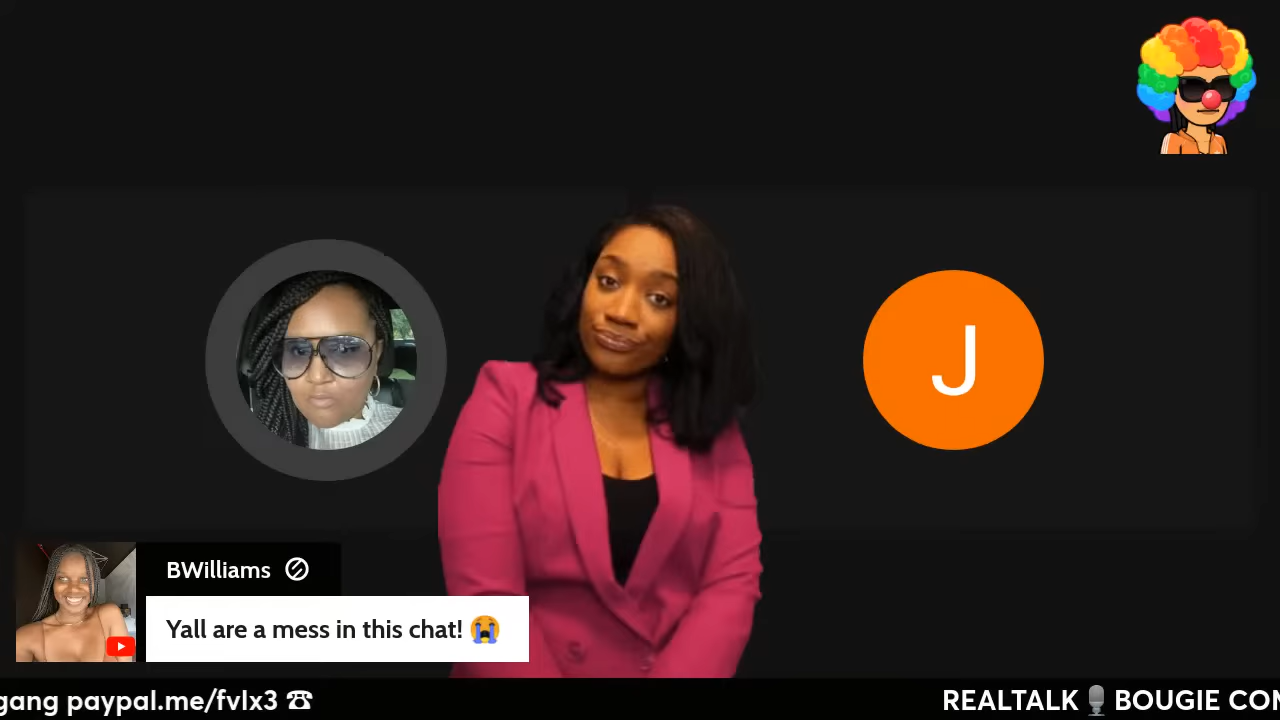 J
BWilliams
Yall are a mess in this chat! 😭
gang paypal.me/fvlx3 ☎ REALTALK🎙BOUGIE CON